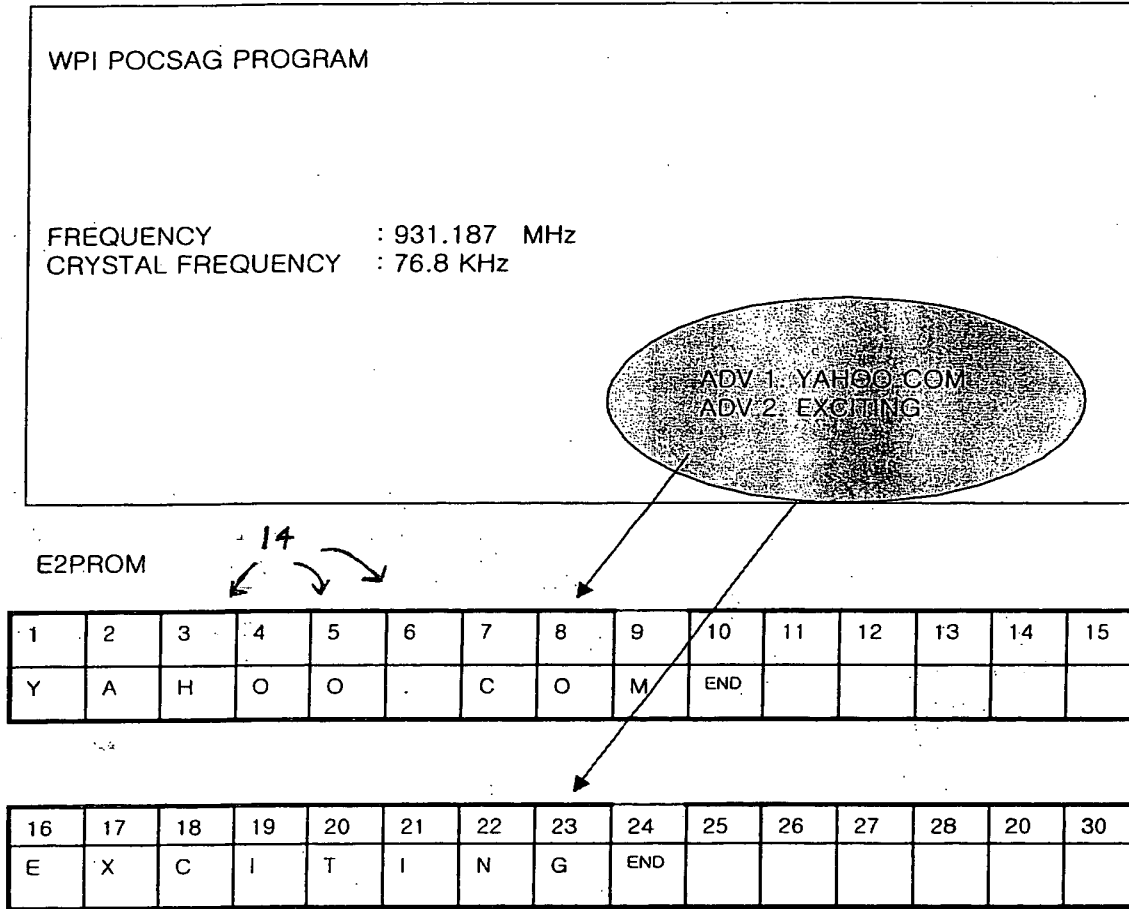 WPI POCSAG PROGRAM
FREQUENCY : 931.187 MHz
CRYSTAL FREQUENCY : 76.8 KHz
ADV 1. YAHOO.COM
ADV 2. EXCITING
14
E2PROM
1 2 3 4 5 6 7 8 9 10 11 12 13 14 15
Y A H O O . C O M END
16 17 18 19 20 21 22 23 24 25 26 27 28 20 30
E X C I T I N G END